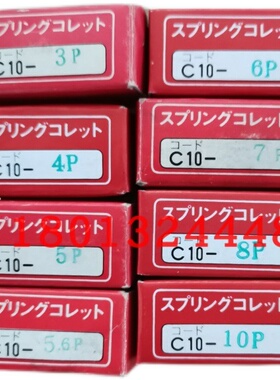 スプリングコレット
コード
C10- 3P
スプリングコレット
コード
C10- 6P
スプリングコレット
コード
C10- 4P
スプリングコレット
コード
C10- 7
スプリングコレット
コード
C10- 5P
スプリングコレット
コード
C10- 8P
スプリングコレット
コード
C10- 5.6P
スプリングコレット
コード
C10- 10P